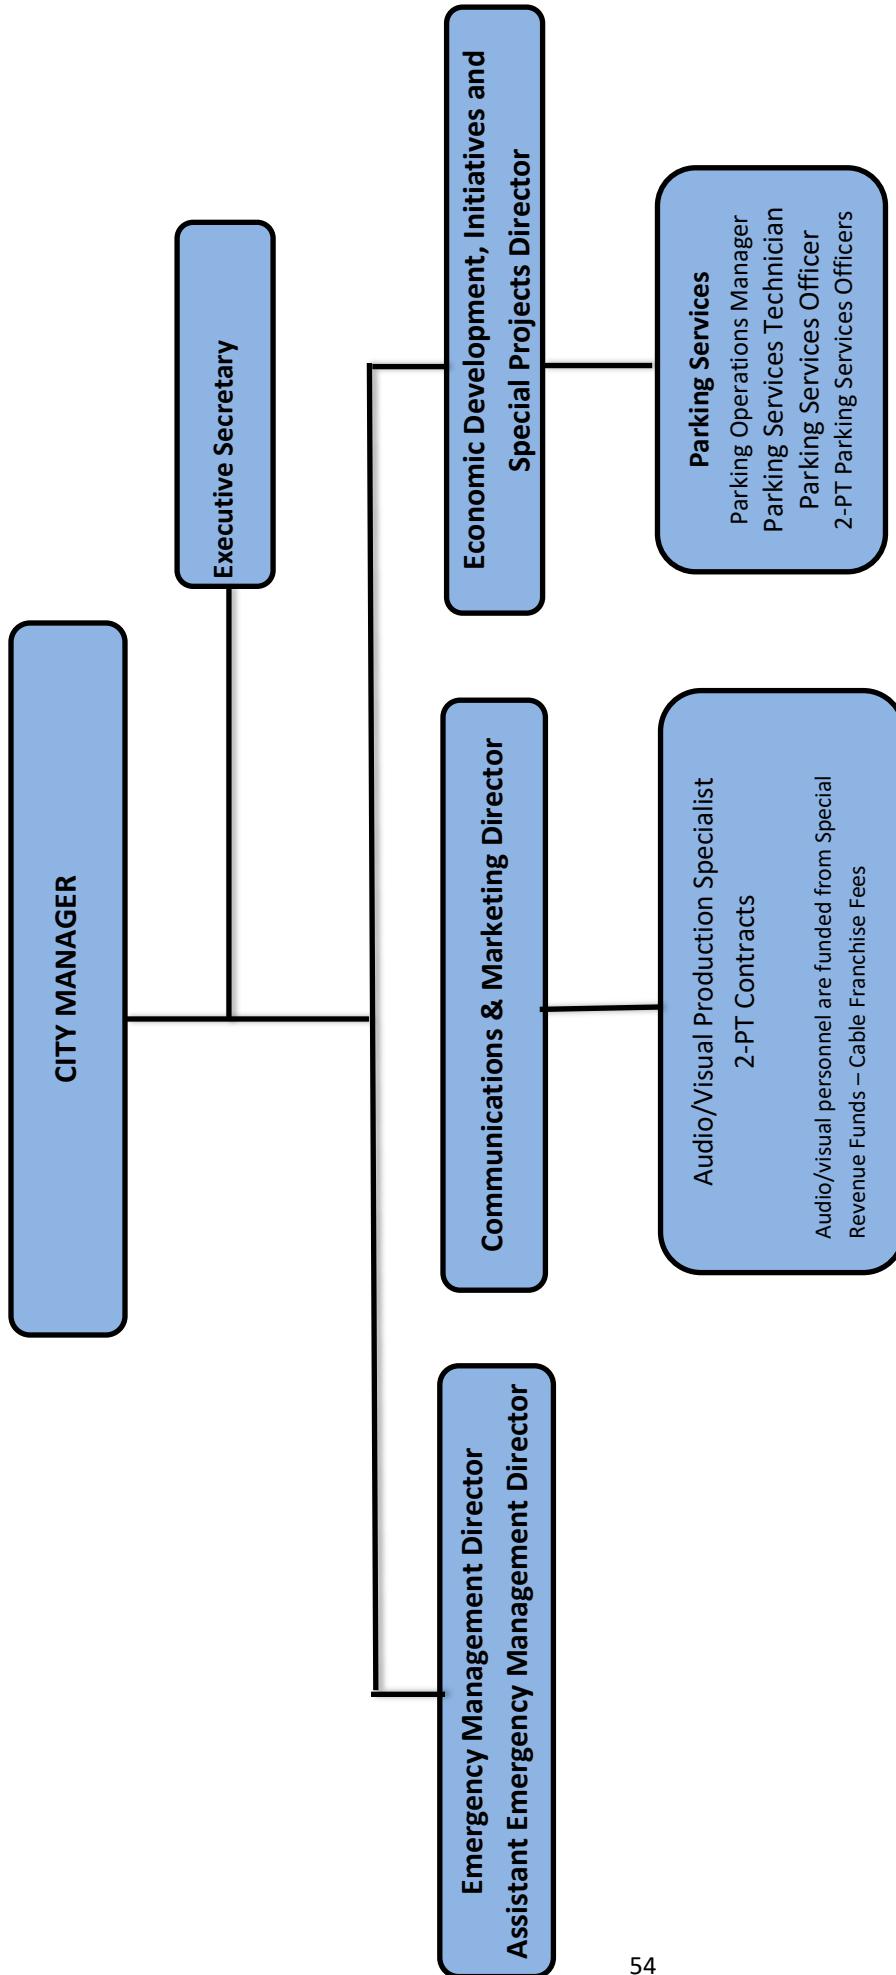 CITY MANAGER
Executive Secretary
Emergency Management Director
Assistant Emergency Management Director
Communications & Marketing Director
Economic Development, Initiatives and
Special Projects Director
Audio/Visual Production Specialist
2-PT Contracts
Audio/visual personnel are funded from Special
Revenue Funds – Cable Franchise Fees
Parking Services
Parking Operations Manager
Parking Services Technician
Parking Services Officer
2-PT Parking Services Officers
54